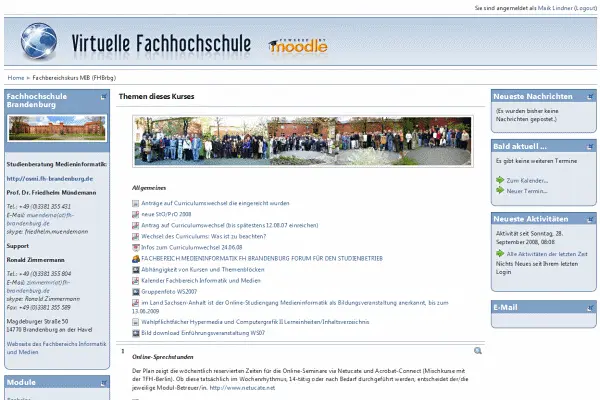 Sie sind angemeldet als Maik Lindner (Logout)
Virtuelle Fachhochschule
POWERED BY
moodle
Home » Fachbereichskurs MIB (FHBrbg)
Fachhochschule
Brandenburg
Studienberatung Medieninformatik:
http://osmi.fh-brandenburg.de
Prof. Dr. Friedhelm Mündemann
Tel.: +49 (0)3381 355 431
E-Mail: muendema(at)fh-
brandenburg.de
skype: friedhelm.muendemann
Support
Ronald Zimmermann
Tel.: +49 (0)3381 355 804
E-Mail: zimmermr(at)fh-
brandenburg.de
skype: Ronald Zimmermann
Fax: +49 (0)3381 355 589
Magdeburger Straße 50
14770 Brandenburg an der Havel
Webseite des Fachbereichs Informatik
und Medien
Module
Themen dieses Kurses
Allgemeines
Anträge auf Curriculumswechsel die eingereicht wurden
neue StO/PrO 2008
Antrag auf Curriculumwechsel (bis spätestens 12.08.07 einreichen)
Wechsel des Curriculums: Was ist zu beachten?
Infos zum Curriculumwechsel 24.06.08
FACHBEREICH MEDIENINFORMATIK FH BRANDENBURG FORUM FÜR DEN STUDIENBETRIEB
Abhängigkeit von Kursen und Themenblöcken
Kalender Fachbereich Informatik und Medien
Gruppenfoto WS2007
im Land Sachsen-Anhalt ist der Online-Studiengang Medieninformatik als Bildungsveranstaltung anerkannt, bis zum
13.06.2009
Wahlpflichtfächer Hypermedia und Computergrafik II Lerneinheiten/Inhaltsverzeichnis
Bild download Einführungsveranstaltung WS07
1
Online-Sprechstunden
Der Plan zeigt die wöchentlich reservierten Zeiten für die Online-Seminare via Netucate und Acrobat-Connect (Mischkurse mit
der TFH-Berlin). Ob diese tatsächlich im Wochenrhythmus, 14-tätig oder nach Bedarf durchgeführt werden, entscheidet der/die
jeweilige Modul-Betreuer/in. http://www.netucate.net
Neueste Nachrichten
(Es wurden bisher keine
Nachrichten gepostet.)
Bald aktuell ...
Es gibt keine weiteren Termine
Zum Kalender...
Neuer Termin...
Neueste Aktivitäten
Aktivität seit Sonntag, 28.
September 2008, 08:08
Alle Aktivitäten der letzten Zeit
Nichts Neues seit Ihrem letzten
Login
E-Mail